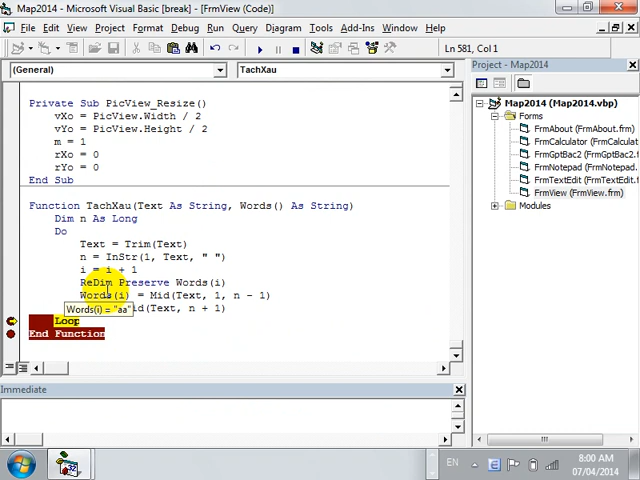 Map2014 - Microsoft Visual Basic [break] - [FrmView (Code)]
File Edit View Project Format Debug Run Query Diagram Tools Add-Ins Window Help
Ln 581, Col 1
(General) TachXau
Private Sub PicView_Resize()
vXo = PicView.Width / 2
vYo = PicView.Height / 2
m = 1
rXo = 0
rYo = 0
End Sub
Function TachXau(Text As String, Words() As String)
Dim n As Long
Do
Text = Trim(Text)
n = InStr(1, Text, " ")
i = i + 1
ReDim Preserve Words(i)
Words(i) = Mid(Text, 1, n - 1)
Words(i) = "aa"
id(Text, n + 1)
Loop
End Function
Immediate
Project - Map2014
Map2014 (Map2014.vbp)
Forms
FrmAbout (FrmAbout.frm)
FrmCalculator (FrmCalculat
FrmGptBac2 (FrmGptBac2.
FrmNotepad (FrmNotepad.
FrmTextEdit (FrmTextEdit.
FrmView (FrmView.frm)
Modules
EN
8:00 AM
07/04/2014